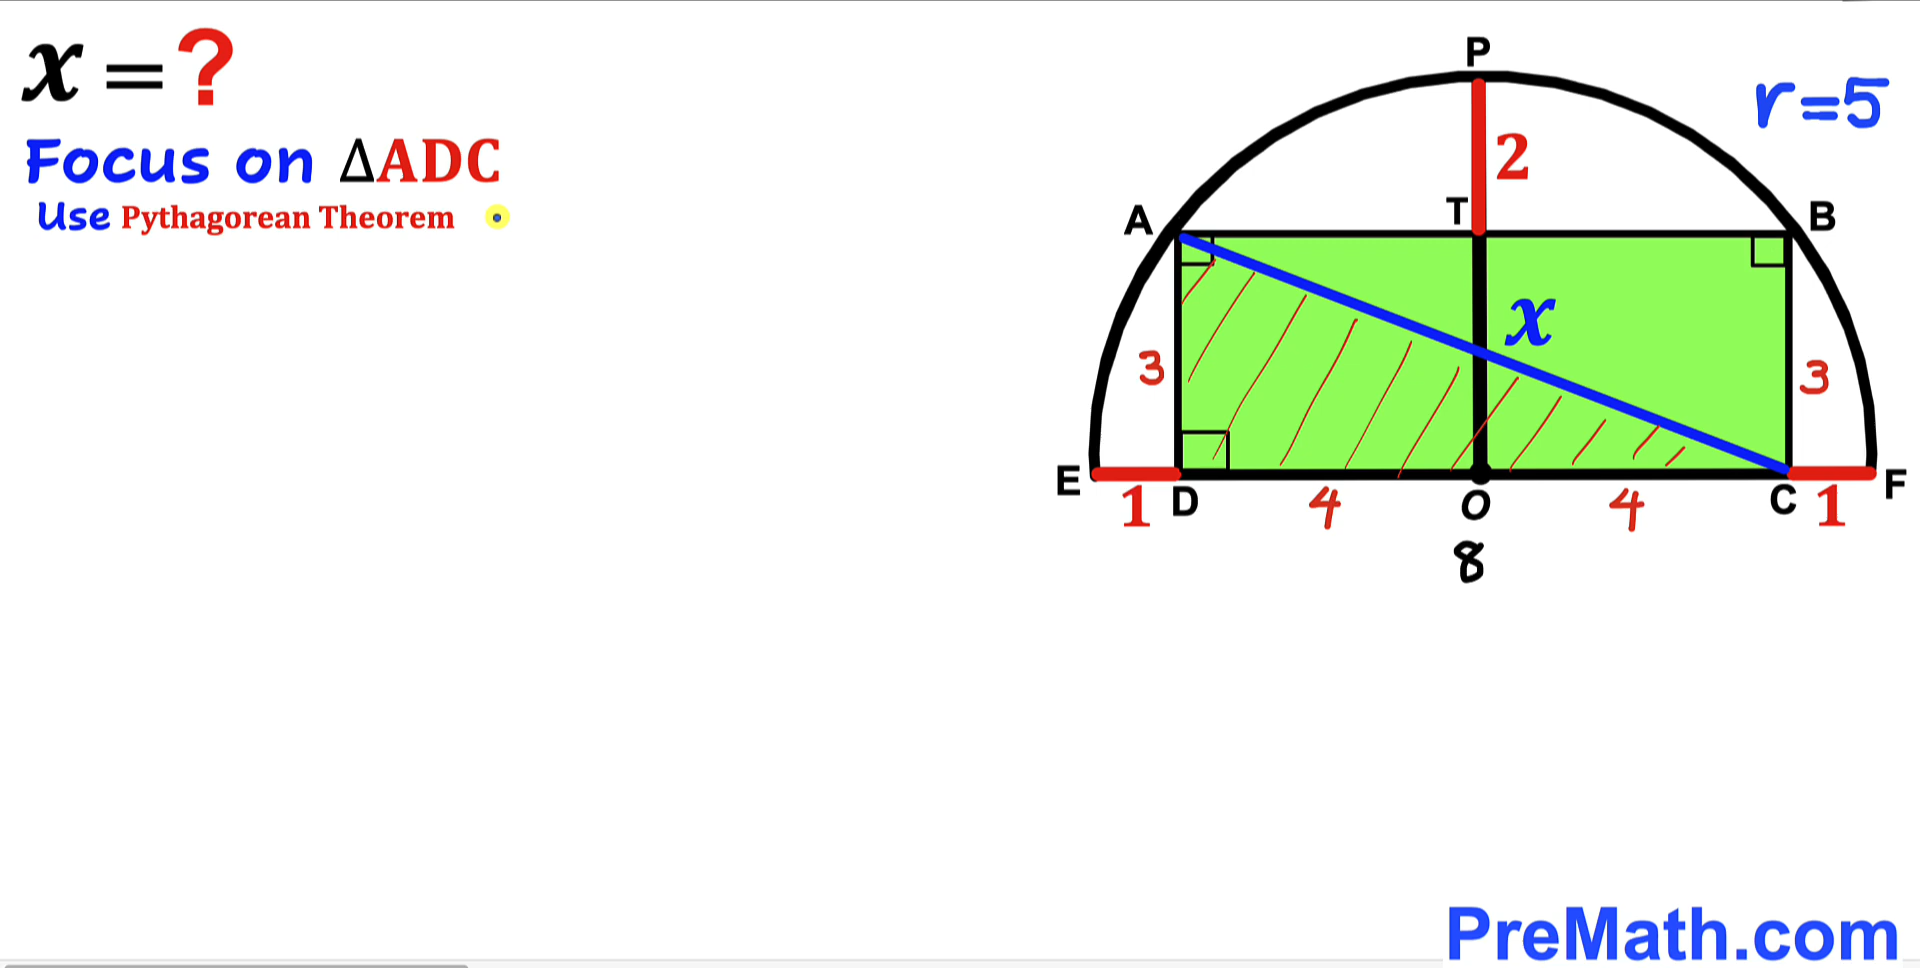 x = ?
Focus on ΔADC
Use Pythagorean Theorem
P
r=5
2
A
T
B
x
3
3
E
1
D
4
O
4
C
1
F
8
PreMath.com